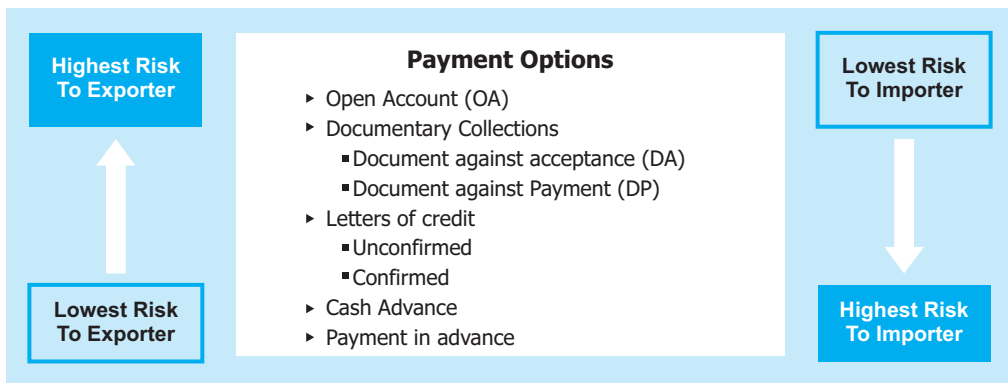 Highest Risk
To Exporter
Lowest Risk
To Exporter
Payment Options
▸ Open Account (OA)
▸ Documentary Collections
▪Document against acceptance (DA)
▪Document against Payment (DP)
▸ Letters of credit
▪Unconfirmed
▪Confirmed
▸ Cash Advance
▸ Payment in advance
Lowest Risk
To Importer
Highest Risk
To Importer